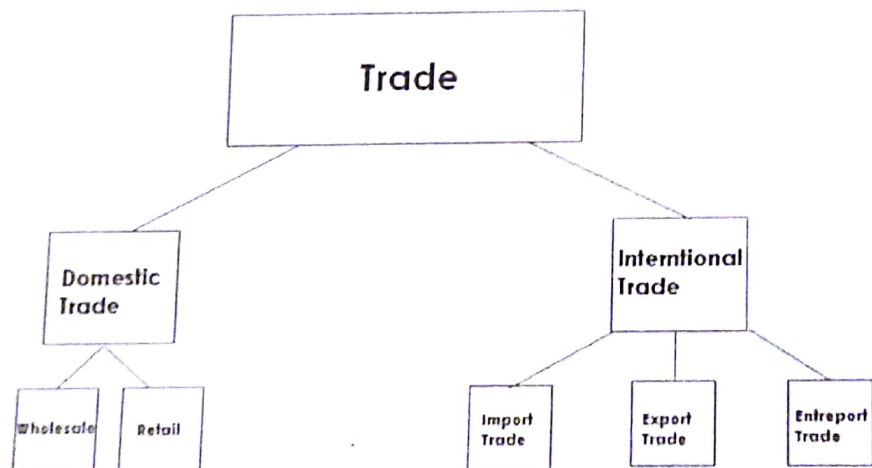 Trade
Domestic
Trade
Interntional
Trade
Wholesale
Retail
Import
Trade
Export
Trade
Entreport
Trade